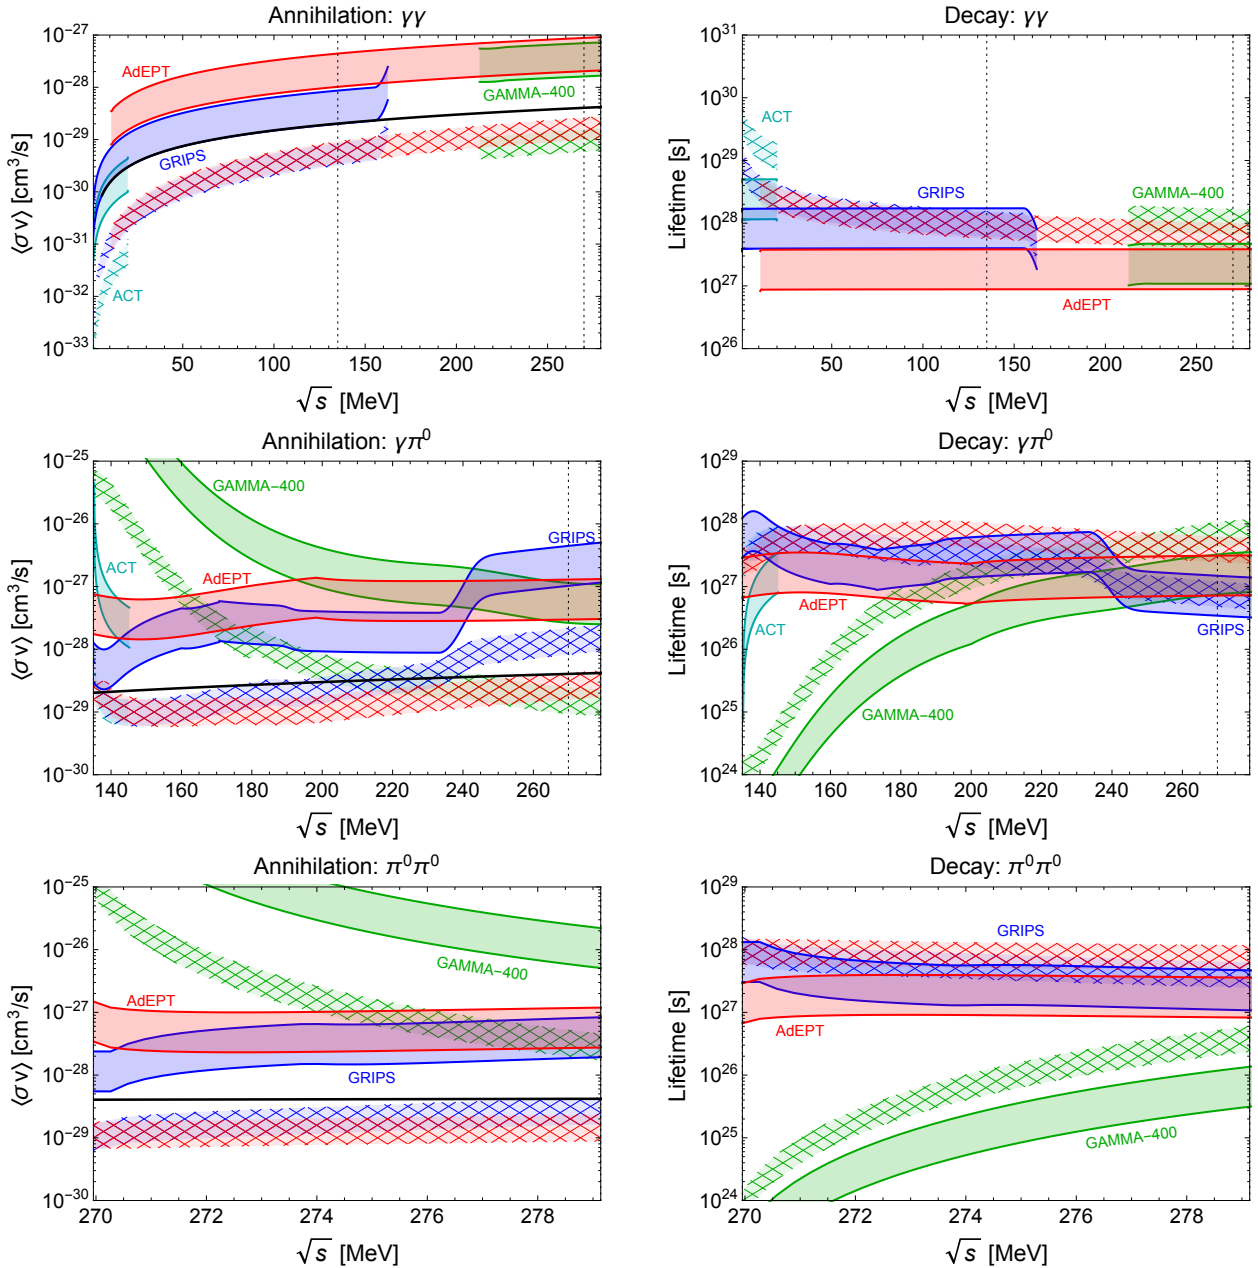 Annihilation: γγ
⟨σv⟩ [cm³/s]
10⁻²⁷
10⁻²⁸
10⁻²⁹
10⁻³⁰
10⁻³¹
10⁻³²
10⁻³³
AdEPT
GAMMA-400
GRIPS
ACT
50 100 150 200 250
√s [MeV]
Decay: γγ
Lifetime [s]
10³¹
10³⁰
10²⁹
10²⁸
10²⁷
10²⁶
ACT
GRIPS
GAMMA-400
AdEPT
50 100 150 200 250
√s [MeV]
Annihilation: γπ⁰
⟨σv⟩ [cm³/s]
10⁻²⁵
10⁻²⁶
10⁻²⁷
10⁻²⁸
10⁻²⁹
10⁻³⁰
GAMMA-400
GRIPS
ACT
AdEPT
140 160 180 200 220 240 260
√s [MeV]
Decay: γπ⁰
Lifetime [s]
10²⁹
10²⁸
10²⁷
10²⁶
10²⁵
10²⁴
AdEPT
ACT
GRIPS
GAMMA-400
140 160 180 200 220 240 260
√s [MeV]
Annihilation: π⁰π⁰
⟨σv⟩ [cm³/s]
10⁻²⁵
10⁻²⁶
10⁻²⁷
10⁻²⁸
10⁻²⁹
10⁻³⁰
GAMMA-400
AdEPT
GRIPS
270 272 274 276 278
√s [MeV]
Decay: π⁰π⁰
Lifetime [s]
10²⁹
10²⁸
10²⁷
10²⁶
10²⁵
10²⁴
GRIPS
AdEPT
GAMMA-400
270 272 274 276 278
√s [MeV]